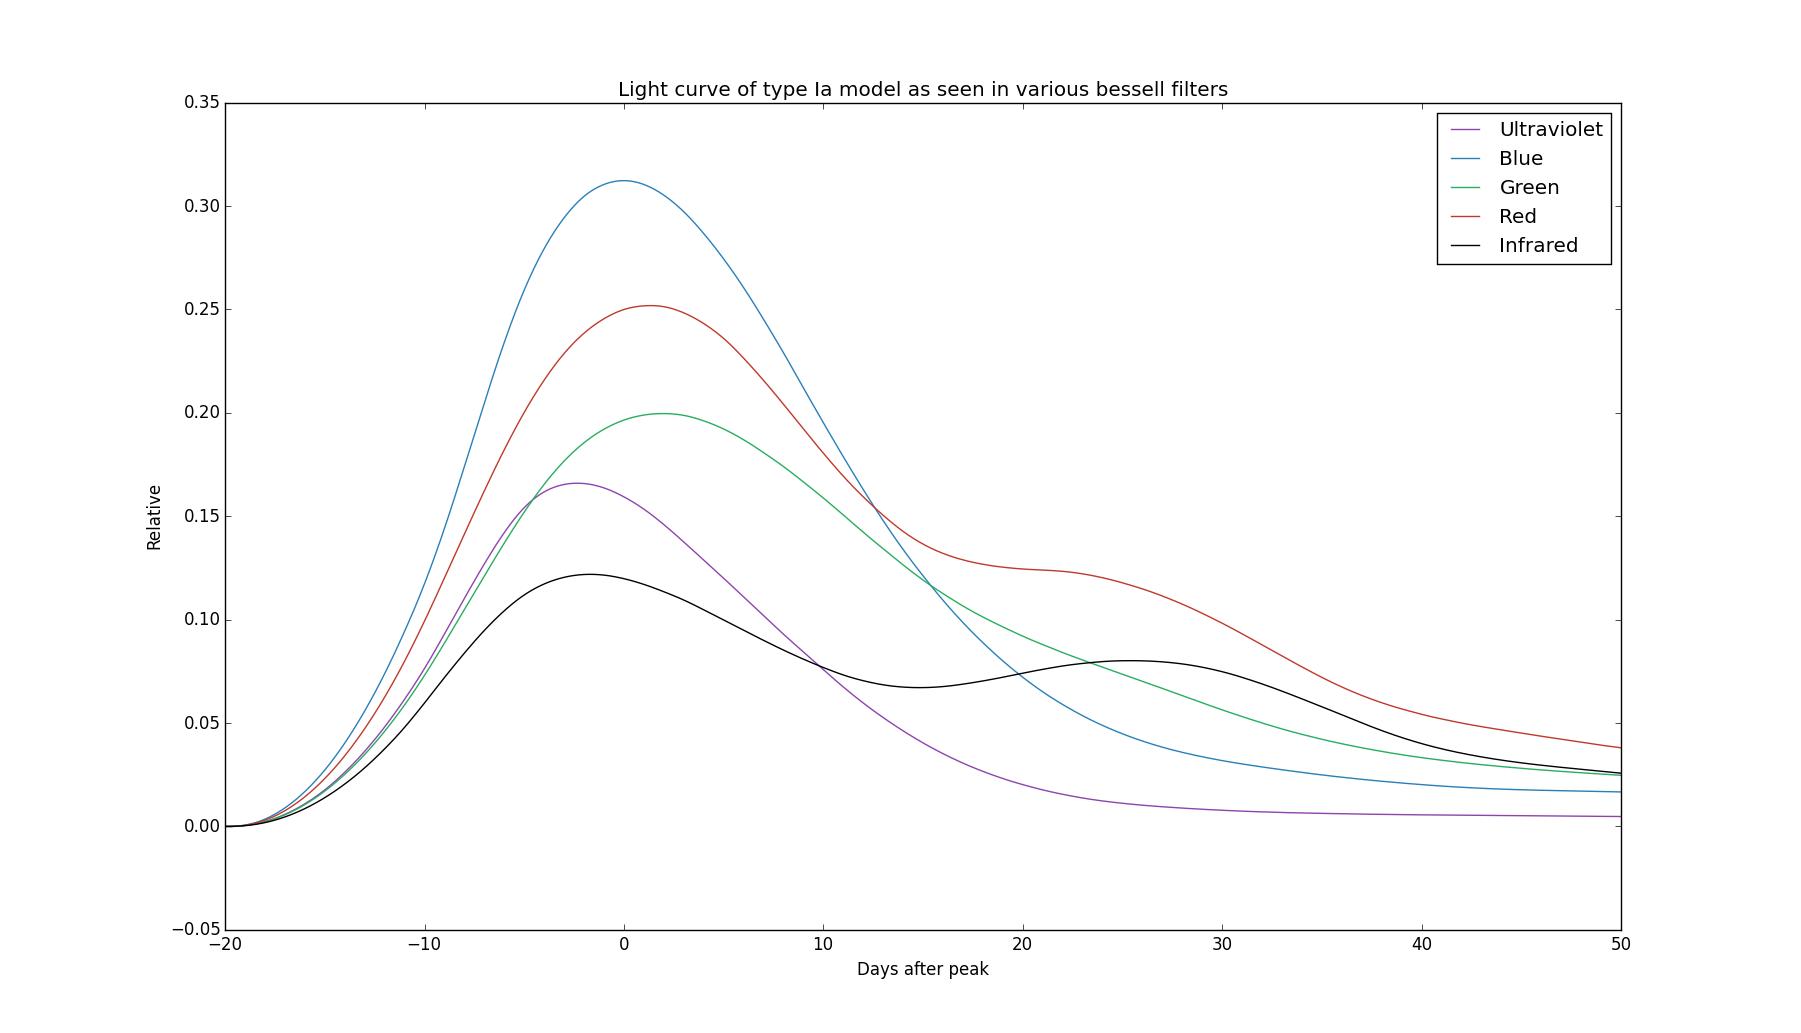 Light curve of type Ia model as seen in various bessell filters
0.35
0.30
0.25
0.20
0.15
0.10
0.05
0.00
−0.05
Relative
Ultraviolet
Blue
Green
Red
Infrared
−20 −10 0 10 20 30 40 50
Days after peak